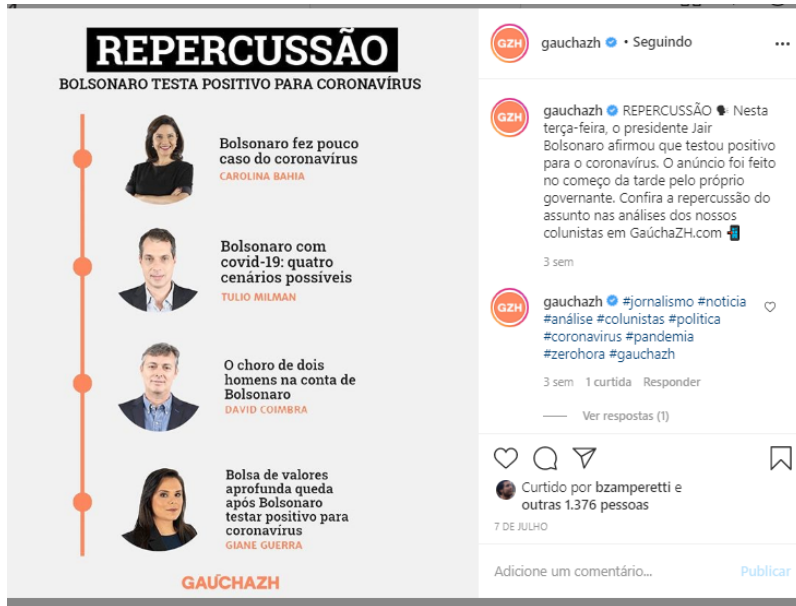 REPERCUSSÃO
BOLSONARO TESTA POSITIVO PARA CORONAVÍRUS
Bolsonaro fez pouco
caso do coronavírus
CAROLINA BAHIA
Bolsonaro com
covid-19: quatro
cenários possíveis
TULIO MILMAN
O choro de dois
homens na conta de
Bolsonaro
DAVID COIMBRA
Bolsa de valores
aprofunda queda
após Bolsonaro
testar positivo para
coronavírus
GIANE GUERRA
GAÚCHAZH
GZH
gauchazh • Seguindo
GZH
gauchazh REPERCUSSÃO 🗣 Nesta
terça-feira, o presidente Jair
Bolsonaro afirmou que testou positivo
para o coronavírus. O anúncio foi feito
no começo da tarde pelo próprio
governante. Confira a repercussão do
assunto nas análises dos nossos
colunistas em GaúchaZH.com 📲
3 sem
GZH
gauchazh #jornalismo #noticia
#análise #colunistas #politica
#coronavirus #pandemia
#zerohora #gauchazh
3 sem 1 curtida Responder
Ver respostas (1)
Curtido por bzamperetti e
outras 1.376 pessoas
7 DE JULHO
Adicione um comentário... Publicar